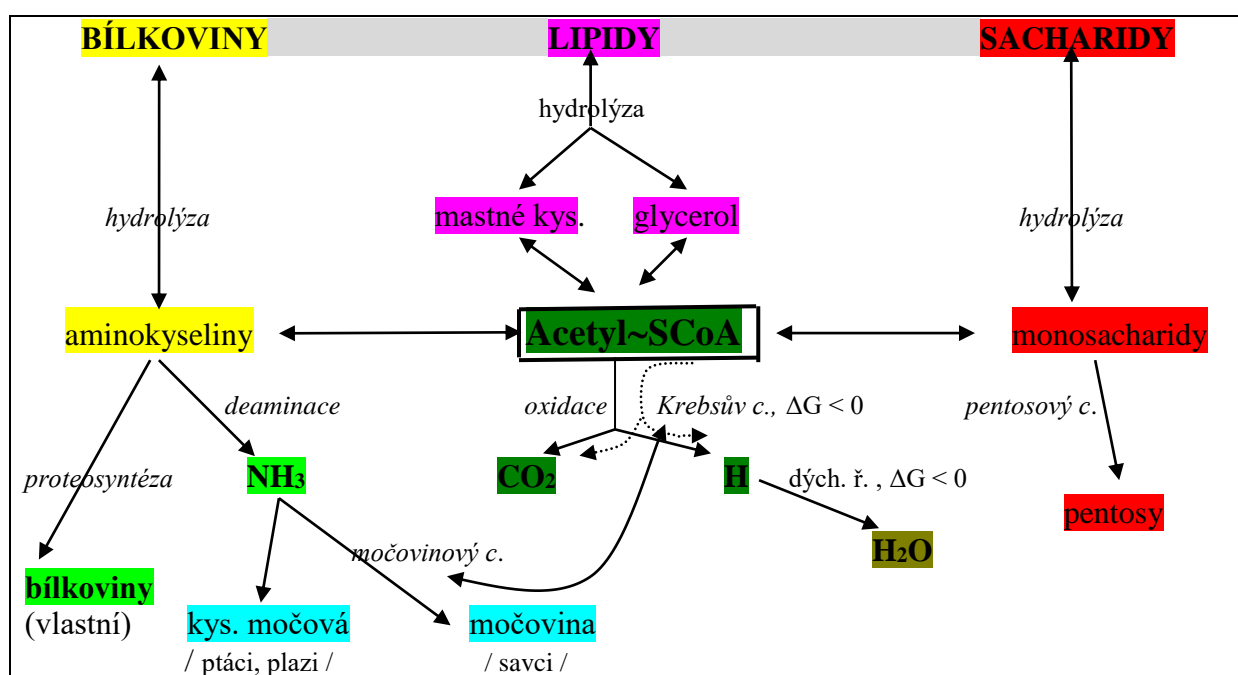 BÍLKOVINY LIPIDY SACHARIDY
hydrolýza
mastné kys. glycerol
hydrolýza hydrolýza
aminokyseliny Acetyl~SCoA monosacharidy
deaminace oxidace Krebsův c., ΔG < 0 pentosový c.
proteosyntéza NH₃ CO₂ H dých. ř. , ΔG < 0
pentosy
močovinový c. H₂O
bílkoviny
(vlastní) kys. močová močovina
/ ptáci, plazi / / savci /